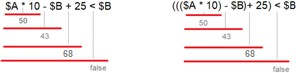 $A * 10 - $B + 25 < $B
50
43
68
false
(((($A * 10) - $B)+ 25) < $B)
50
43
68
false